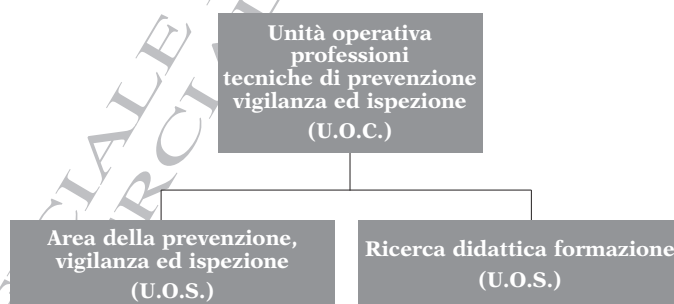 Unità operativa
professioni
tecniche di prevenzione
vigilanza ed ispezione
(U.O.C.)
Area della prevenzione,
vigilanza ed ispezione
(U.O.S.)
Ricerca didattica formazione
(U.O.S.)